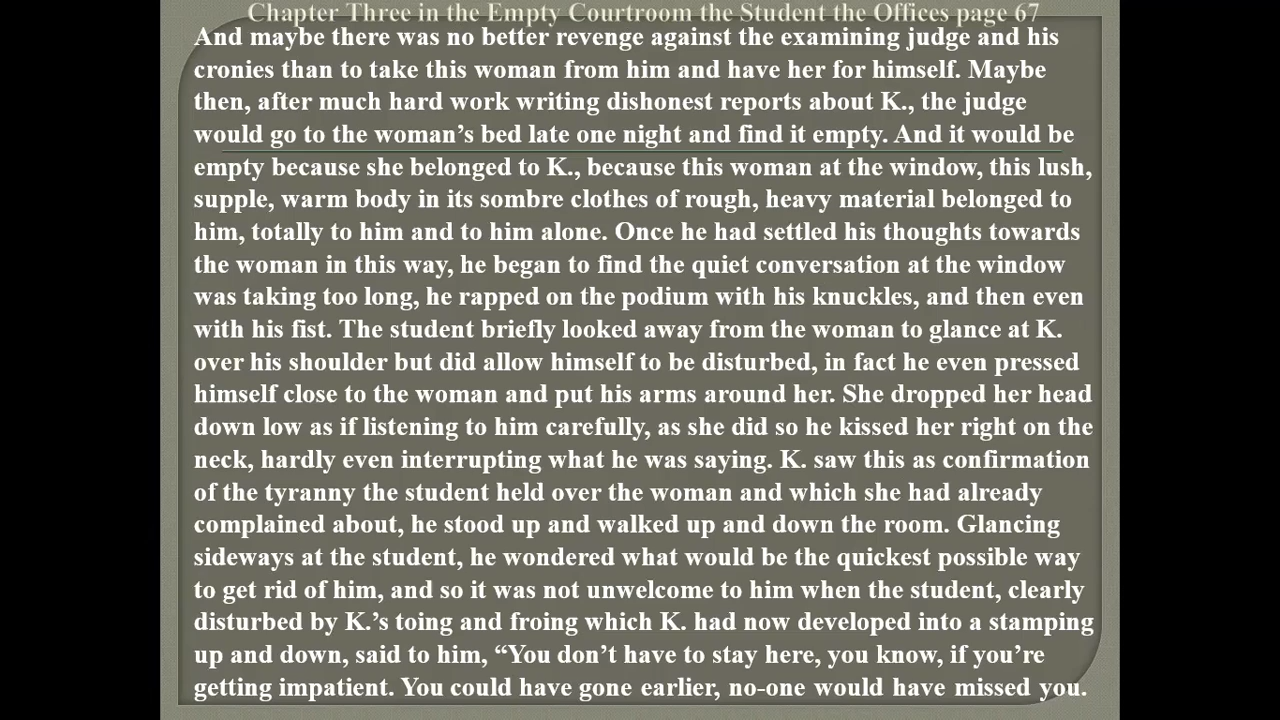 Chapter Three in the Empty Courtroom the Student the Offices page 67
And maybe there was no better revenge against the examining judge and his
cronies than to take this woman from him and have her for himself. Maybe
then, after much hard work writing dishonest reports about K., the judge
would go to the woman’s bed late one night and find it empty. And it would be
empty because she belonged to K., because this woman at the window, this lush,
supple, warm body in its sombre clothes of rough, heavy material belonged to
him, totally to him and to him alone. Once he had settled his thoughts towards
the woman in this way, he began to find the quiet conversation at the window
was taking too long, he rapped on the podium with his knuckles, and then even
with his fist. The student briefly looked away from the woman to glance at K.
over his shoulder but did allow himself to be disturbed, in fact he even pressed
himself close to the woman and put his arms around her. She dropped her head
down low as if listening to him carefully, as she did so he kissed her right on the
neck, hardly even interrupting what he was saying. K. saw this as confirmation
of the tyranny the student held over the woman and which she had already
complained about, he stood up and walked up and down the room. Glancing
sideways at the student, he wondered what would be the quickest possible way
to get rid of him, and so it was not unwelcome to him when the student, clearly
disturbed by K.’s toing and froing which K. had now developed into a stamping
up and down, said to him, “You don’t have to stay here, you know, if you’re
getting impatient. You could have gone earlier, no-one would have missed you.